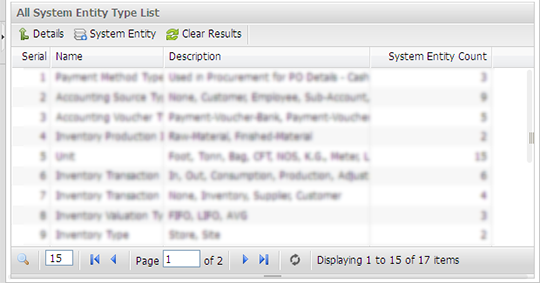 All System Entity Type List
Details System Entity Clear Results
Serial Name Description System Entity Count
1 Payment Method Type Used in Procurement for PO Details - Cash 3
2 Accounting Source Ty None, Customer, Employee, Sub-Account, 9
3 Accounting Voucher T Payment-Voucher-Bank, Payment-Voucher 5
4 Inventory Production Raw-Material, Finished-Material 2
5 Unit Foot, Tonn, Bag, CFT, NOS, K.G., Meter, L 15
6 Inventory Transaction In, Out, Consumption, Production, Adjust 6
7 Inventory Transaction None, Inventory, Supplier, Customer 4
8 Inventory Valuation Ty FIFO, LIFO, AVG 3
9 Inventory Type Store, Site 2
15 Page 1 of 2 Displaying 1 to 15 of 17 items